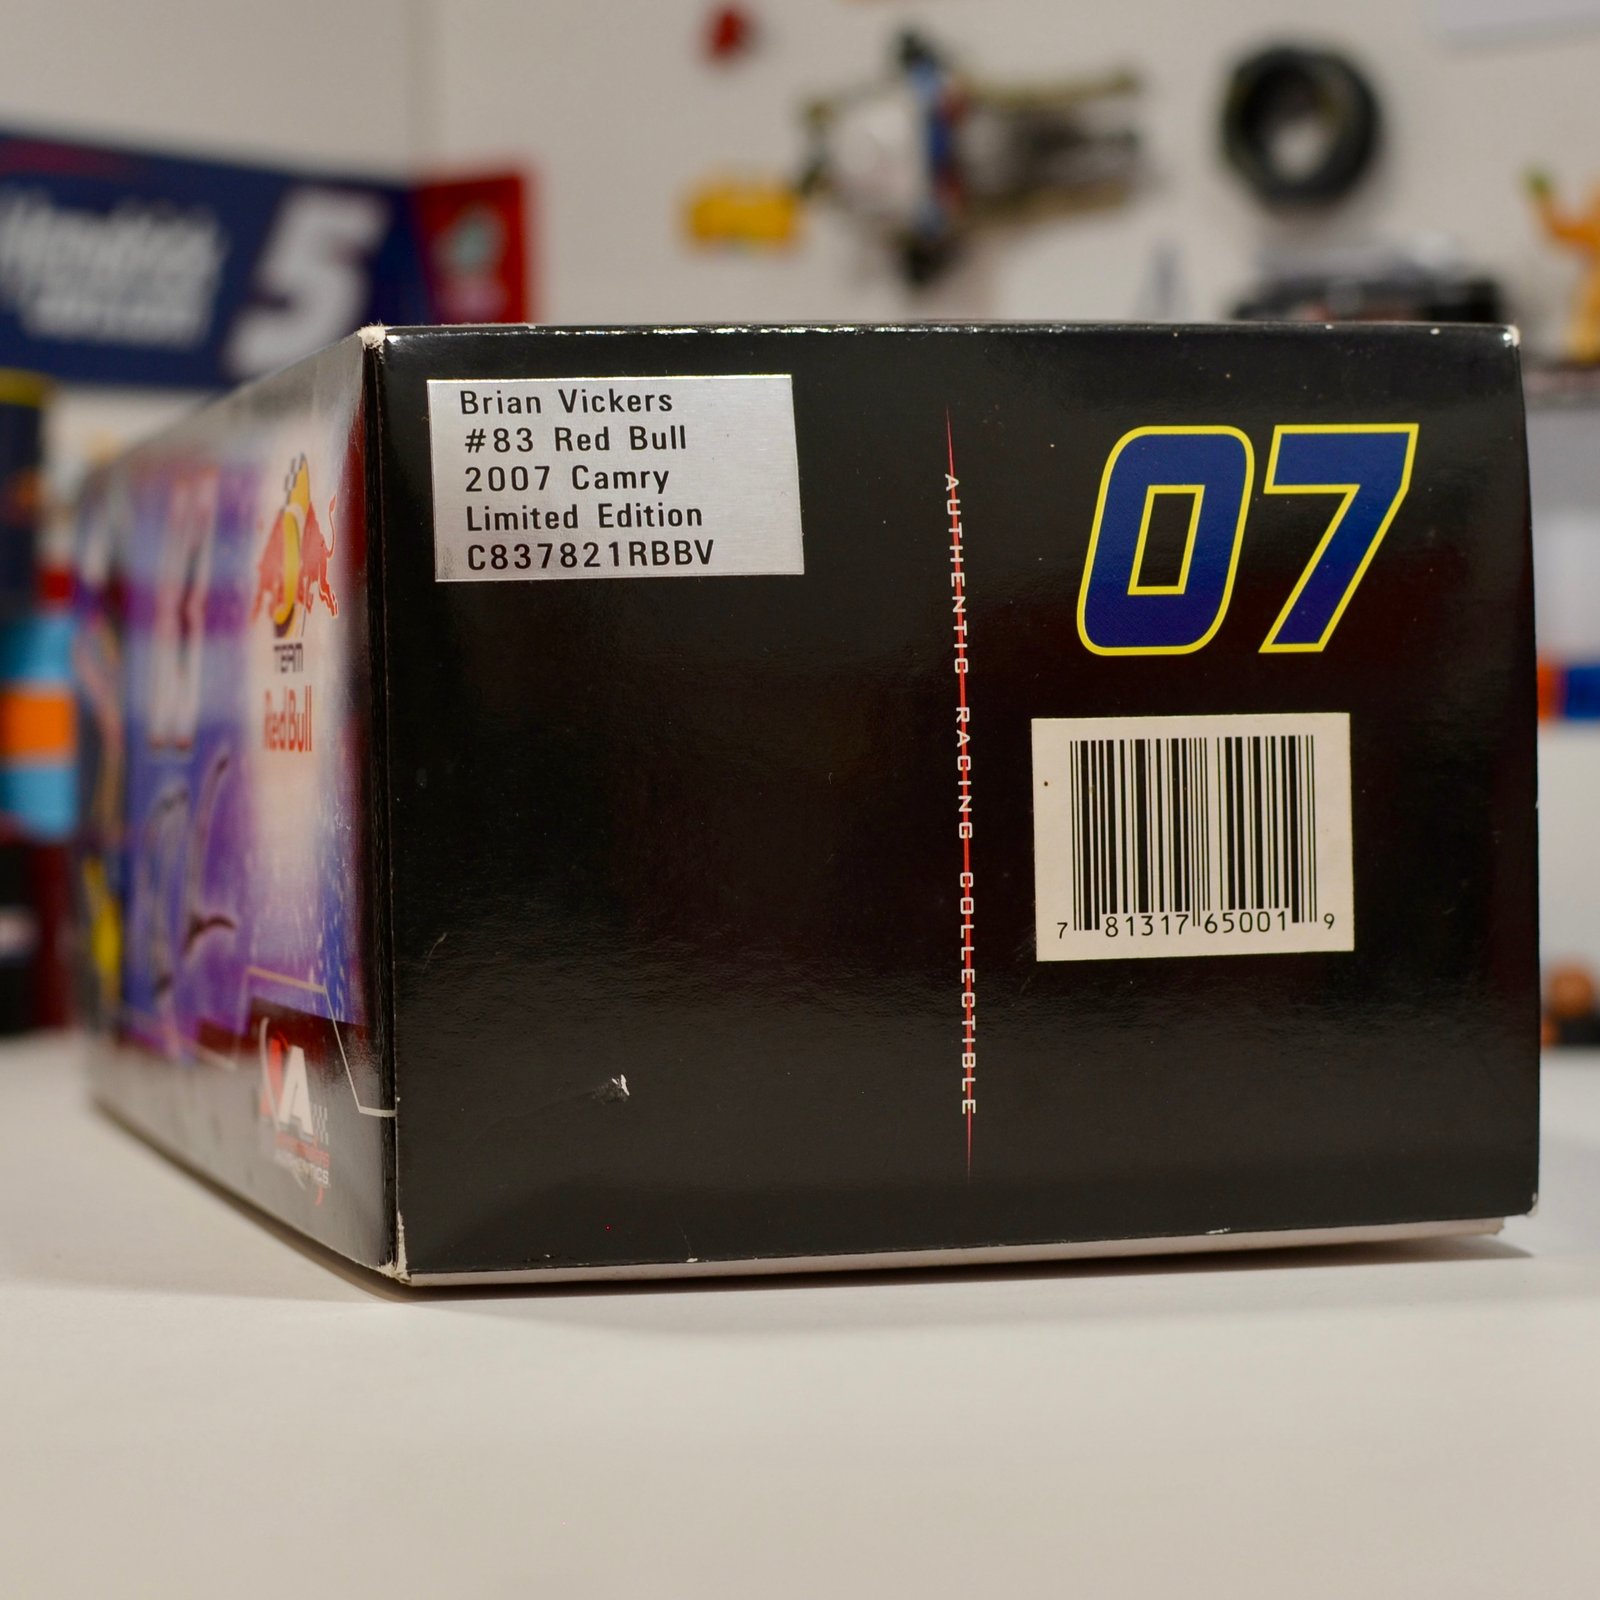 Brian Vickers
#83 Red Bull
2007 Camry
Limited Edition
C837821RBBV
AUTHENTIC RACING COLLECTIBLE
07
7 81317 65001 9
TEAM
Red Bull
5